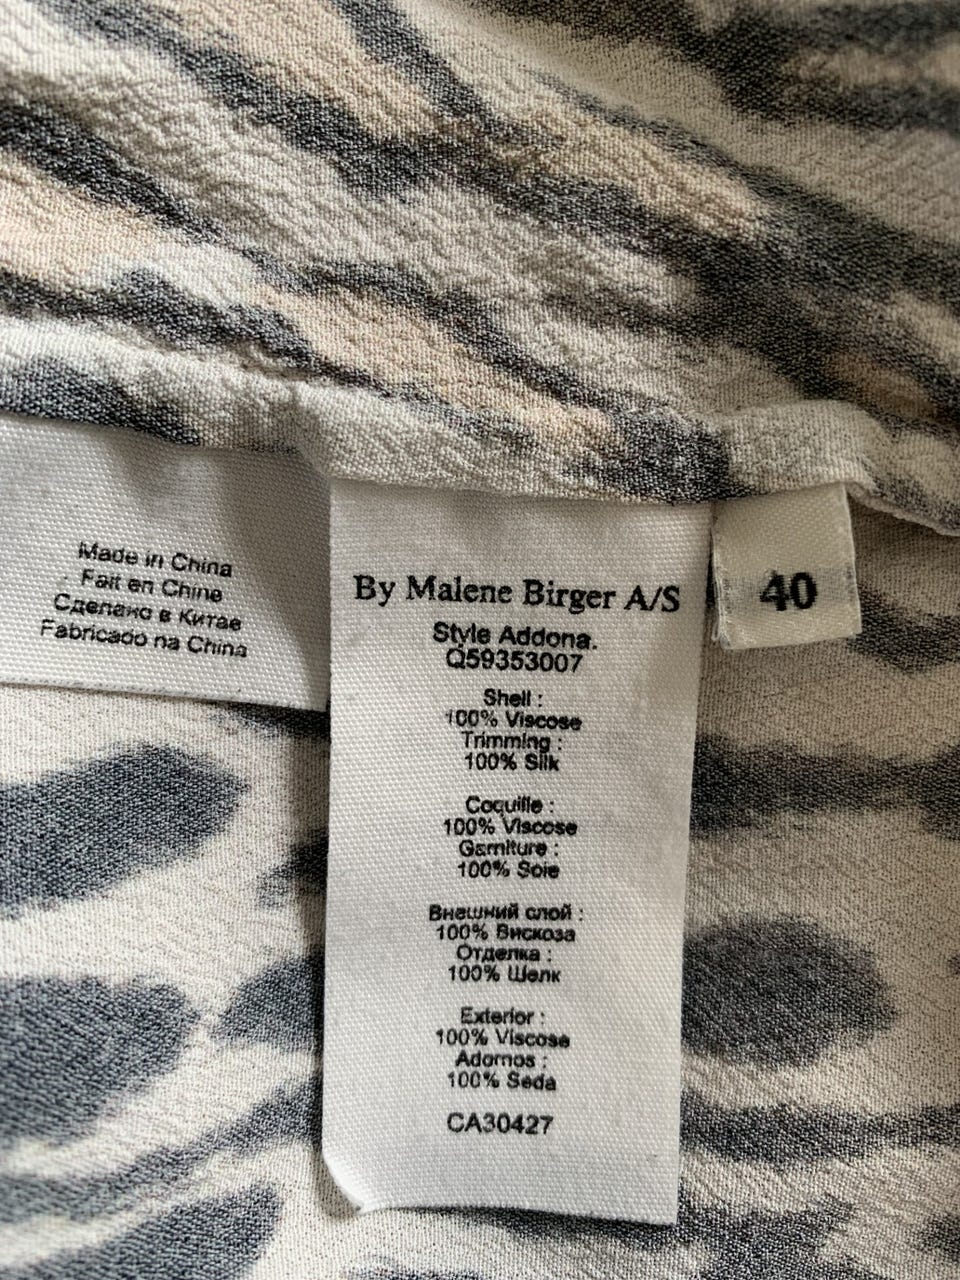 Made in China
Fait en Chine
Сделано в Китае
Fabricado na China
By Malene Birger A/S
Style Addona.
Q59353007
Shell :
100% Viscose
Trimming :
100% Silk
Coquille :
100% Viscose
Garniture :
100% Soie
Внешний слой :
100% Вискоза
Отделка :
100% Шелк
Exterior :
100% Viscose
Adornos :
100% Seda
CA30427
40